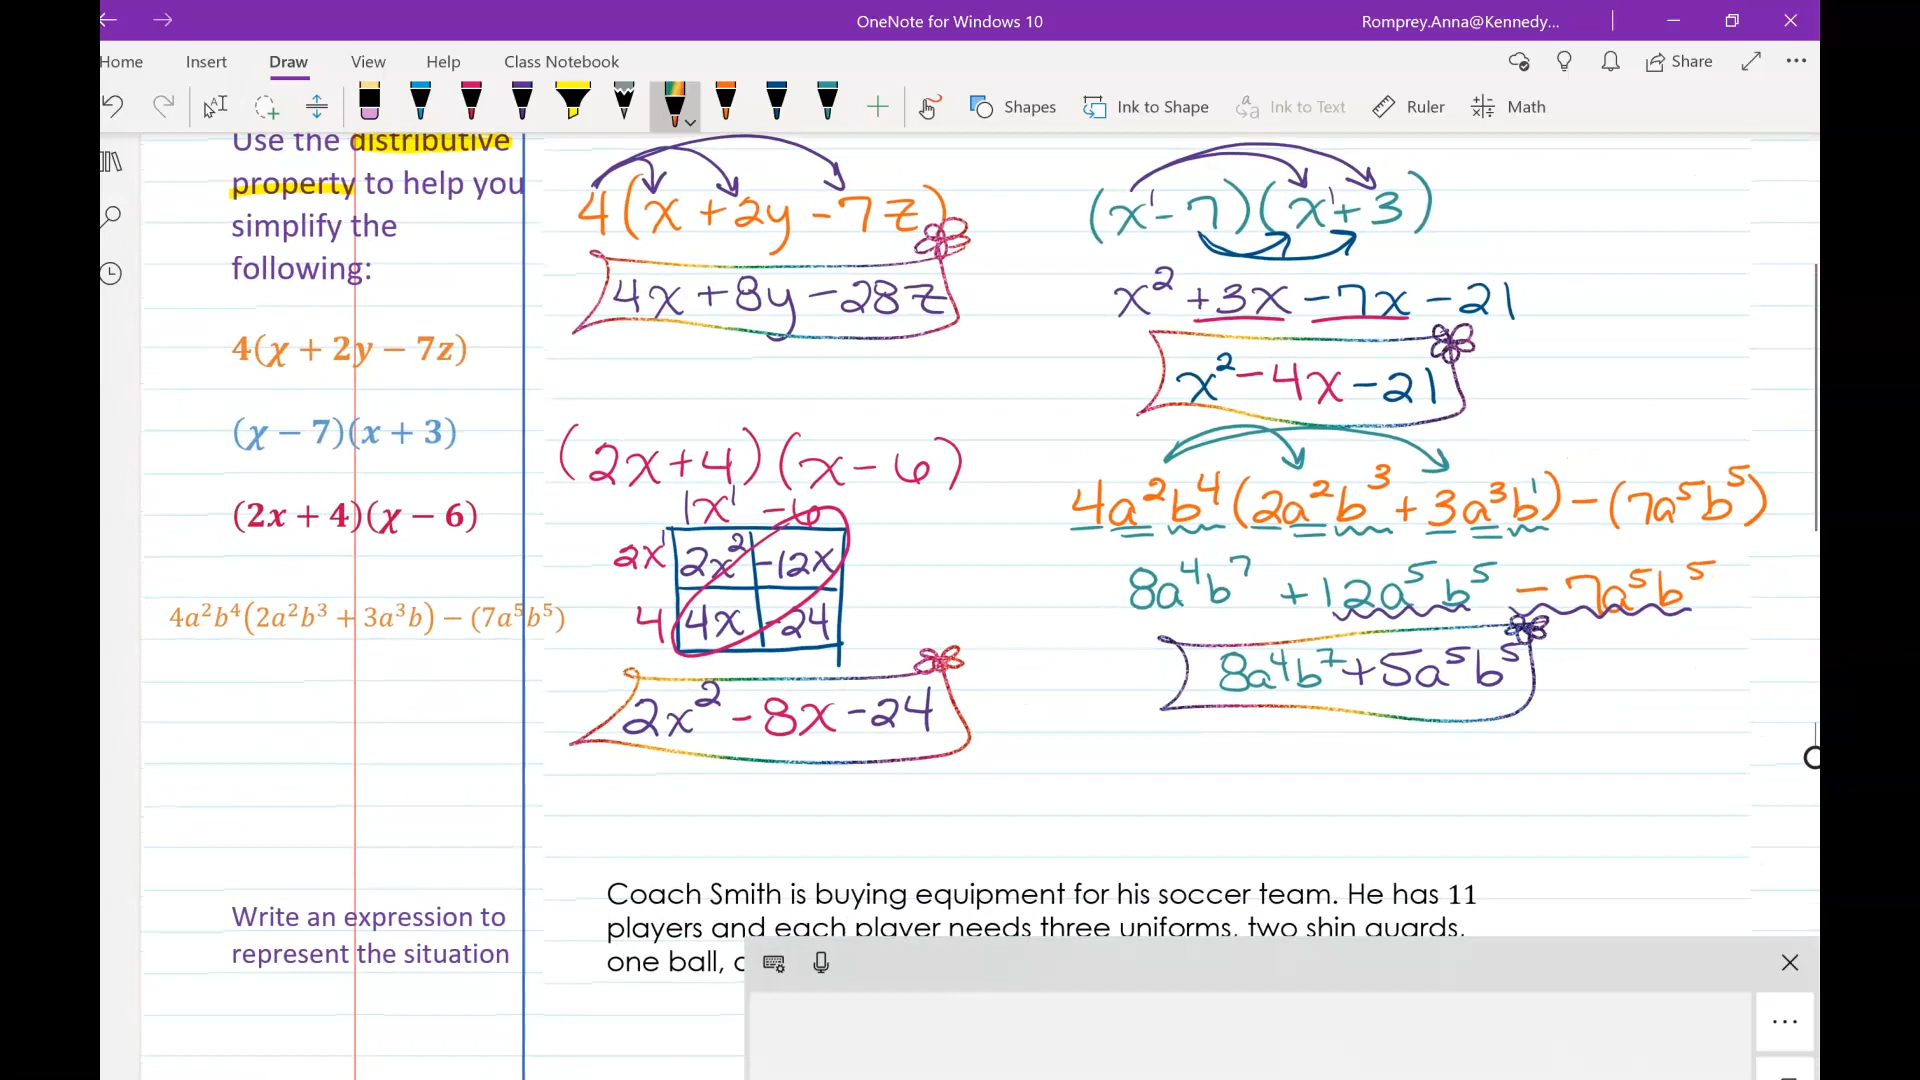 OneNote for Windows 10
Romprey.Anna@Kennedy...
Home Insert Draw View Help Class Notebook
Share
Shapes Ink to Shape Ink to Text Ruler Math
Use the distributive
property to help you
simplify the
following:
4(x + 2y − 7z)
(x − 7)(x + 3)
(2x + 4)(x − 6)
4a²b⁴(2a²b³ + 3a³b) − (7a⁵b⁵)
Write an expression to
represent the situation
4(x + 2y − 7z)
4x + 8y − 28z
(x¹ − 7)(x¹ + 3)
x² + 3x − 7x − 21
x² − 4x − 21
(2x + 4)(x − 6)
1x¹ −6
2x¹ 2x² −12x
4 4x −24
2x² − 8x − 24
4a²b⁴(2a²b³ + 3a³b¹) − (7a⁵b⁵)
8a⁴b⁷ + 12a⁵b⁵ − 7a⁵b⁵
8a⁴b⁷ + 5a⁵b⁵
Coach Smith is buying equipment for his soccer team. He has 11
players and each player needs three uniforms, two shin guards,
one ball,